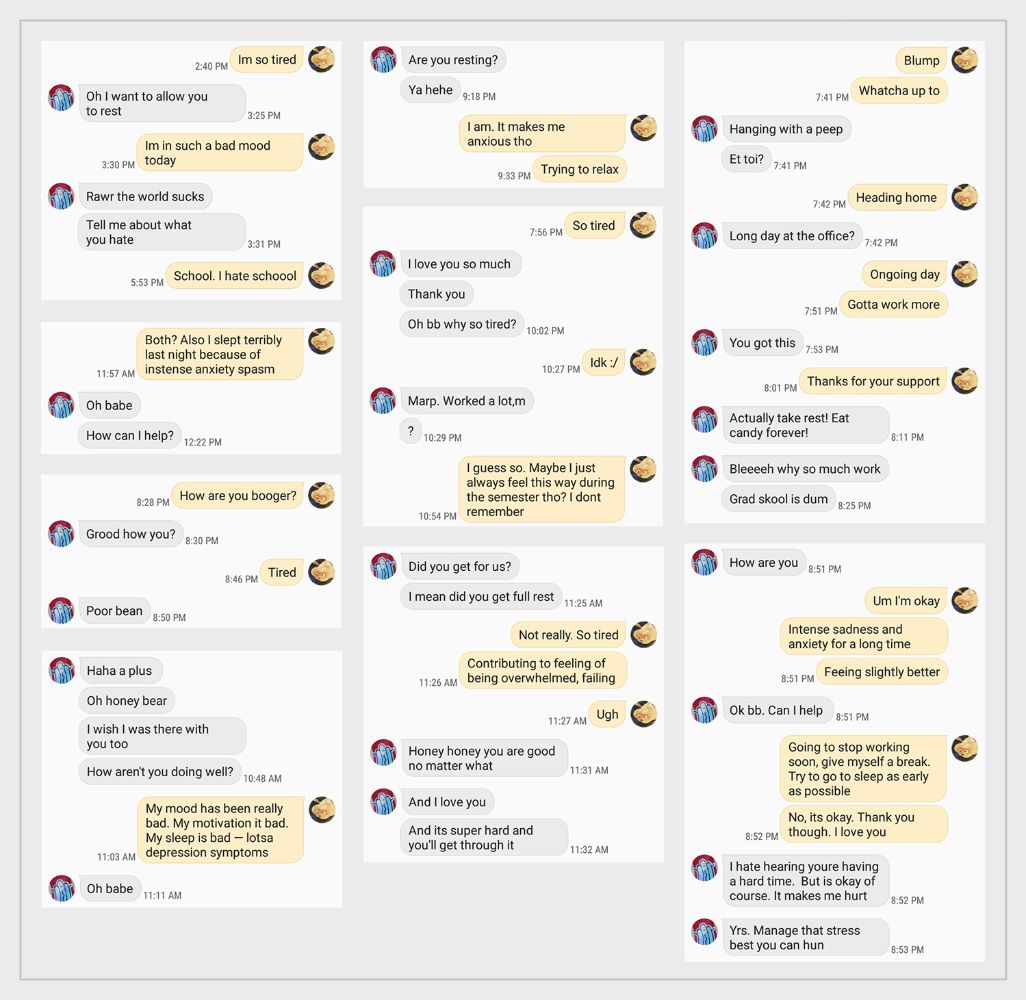 Im so tired
2:40 PM
Oh I want to allow you
to rest
3:25 PM
Im in such a bad mood
today
3:30 PM
Rawr the world sucks
Tell me about what
you hate
3:31 PM
School. I hate schoool
5:53 PM
Both? Also I slept terribly
last night because of
instense anxiety spasm
11:57 AM
Oh babe
How can I help?
12:22 PM
How are you booger?
8:28 PM
Grood how you?
8:30 PM
Tired
8:46 PM
Poor bean
8:50 PM
Haha a plus
Oh honey bear
I wish I was there with
you too
How aren't you doing well?
10:48 AM
My mood has been really
bad. My motivation it bad.
My sleep is bad — lotsa
depression symptoms
11:03 AM
Oh babe
11:11 AM
Are you resting?
Ya hehe
9:18 PM
I am. It makes me
anxious tho
Trying to relax
9:33 PM
So tired
7:56 PM
I love you so much
Thank you
Oh bb why so tired?
10:02 PM
Idk :/
10:27 PM
Marp. Worked a lot,m
?
10:29 PM
I guess so. Maybe I just
always feel this way during
the semester tho? I dont
remember
10:54 PM
Did you get for us?
I mean did you get full rest
11:25 AM
Not really. So tired
Contributing to feeling of
being overwhelmed, failing
11:26 AM
Ugh
11:27 AM
Honey honey you are good
no matter what
11:31 AM
And I love you
And its super hard and
you'll get through it
11:32 AM
Blump
Whatcha up to
7:41 PM
Hanging with a peep
Et toi?
7:41 PM
Heading home
7:42 PM
Long day at the office?
7:42 PM
Ongoing day
Gotta work more
7:51 PM
You got this
7:53 PM
Thanks for your support
8:01 PM
Actually take rest! Eat
candy forever!
8:11 PM
Bleeeeh why so much work
Grad skool is dum
8:25 PM
How are you
8:51 PM
Um I'm okay
Intense sadness and
anxiety for a long time
Feeing slightly better
8:51 PM
Ok bb. Can I help
8:51 PM
Going to stop working
soon, give myself a break.
Try to go to sleep as early
as possible
No, its okay. Thank you
though. I love you
8:52 PM
I hate hearing youre having
a hard time. But is okay of
course. It makes me hurt
8:52 PM
Yrs. Manage that stress
best you can hun
8:53 PM